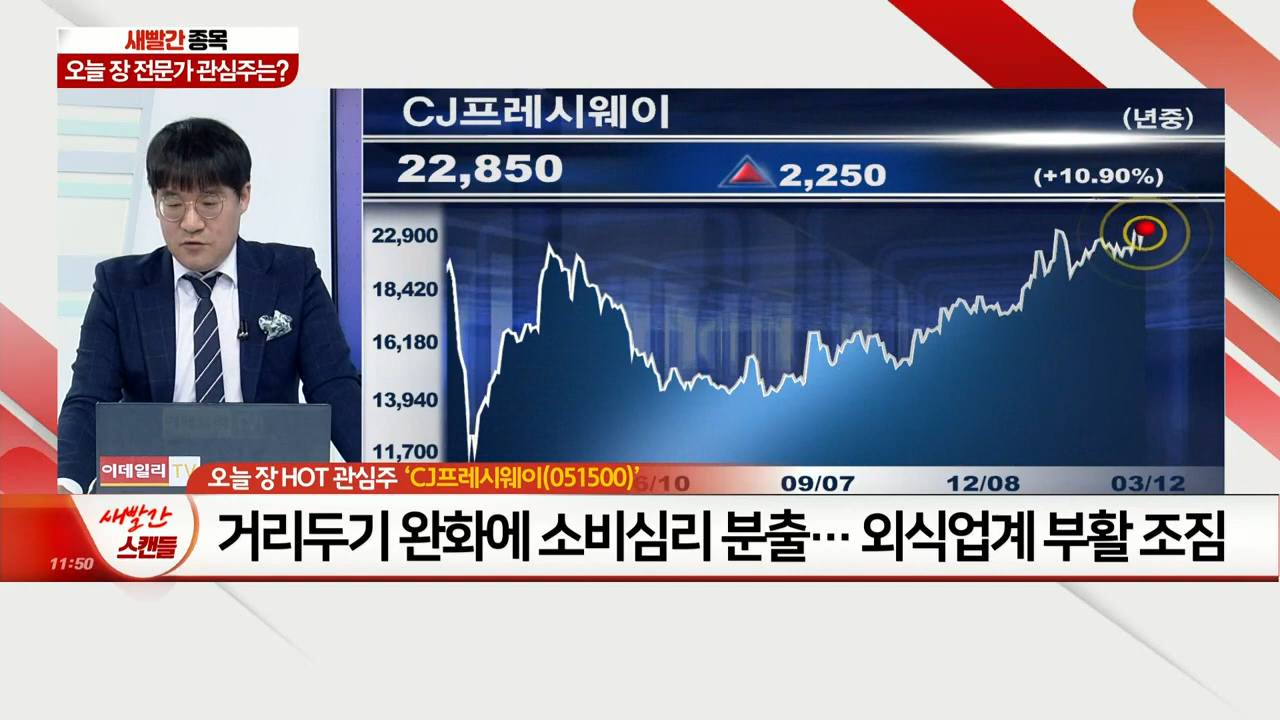 새빨간 종목
오늘 장 전문가 관심주는?
CJ프레시웨이
(년중)
22,850
▲ 2,250
(+10.90%)
22,900
18,420
16,180
13,940
11,700
6/10
09/07
12/08
03/12
이데일리 TV
오늘 장 HOT 관심주 ‘CJ프레시웨이(051500)’
새빨간
스캔들
11:50
거리두기 완화에 소비심리 분출… 외식업계 부활 조짐